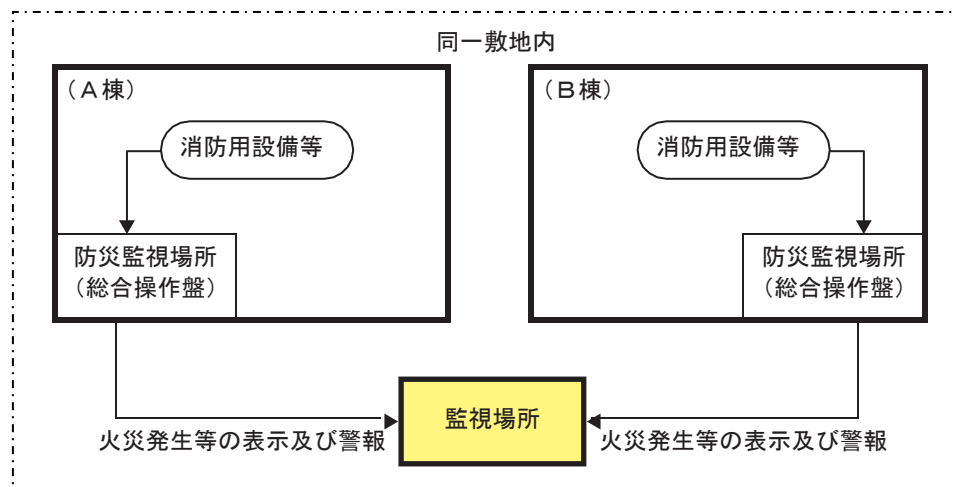 同一敷地内
（Ａ棟）
消防用設備等
防災監視場所
（総合操作盤）
（Ｂ棟）
消防用設備等
防災監視場所
（総合操作盤）
監視場所
火災発生等の表示及び警報
火災発生等の表示及び警報